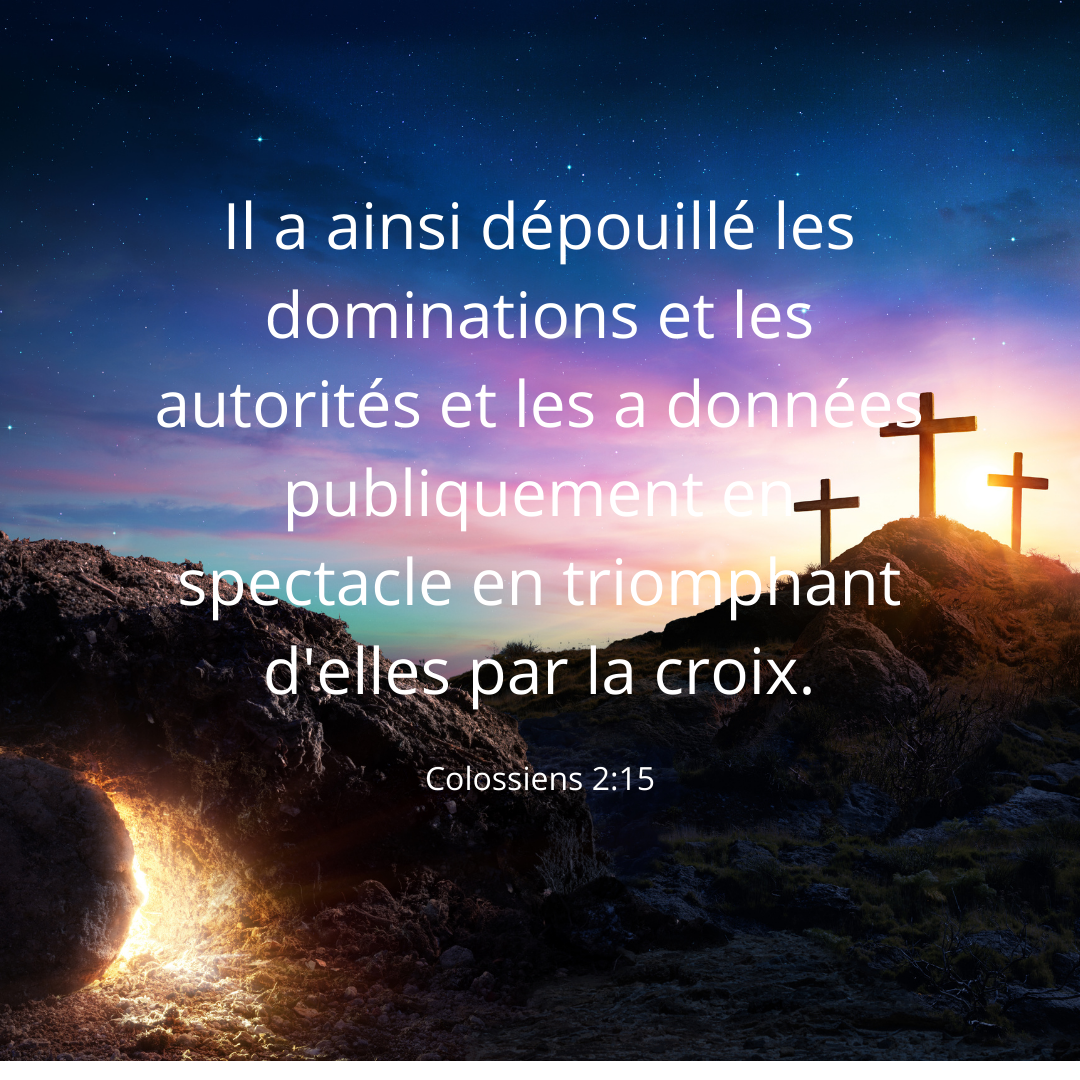 Il a ainsi dépouillé les
dominations et les
autorités et les a données
publiquement en
spectacle en triomphant
d'elles par la croix.
Colossiens 2:15